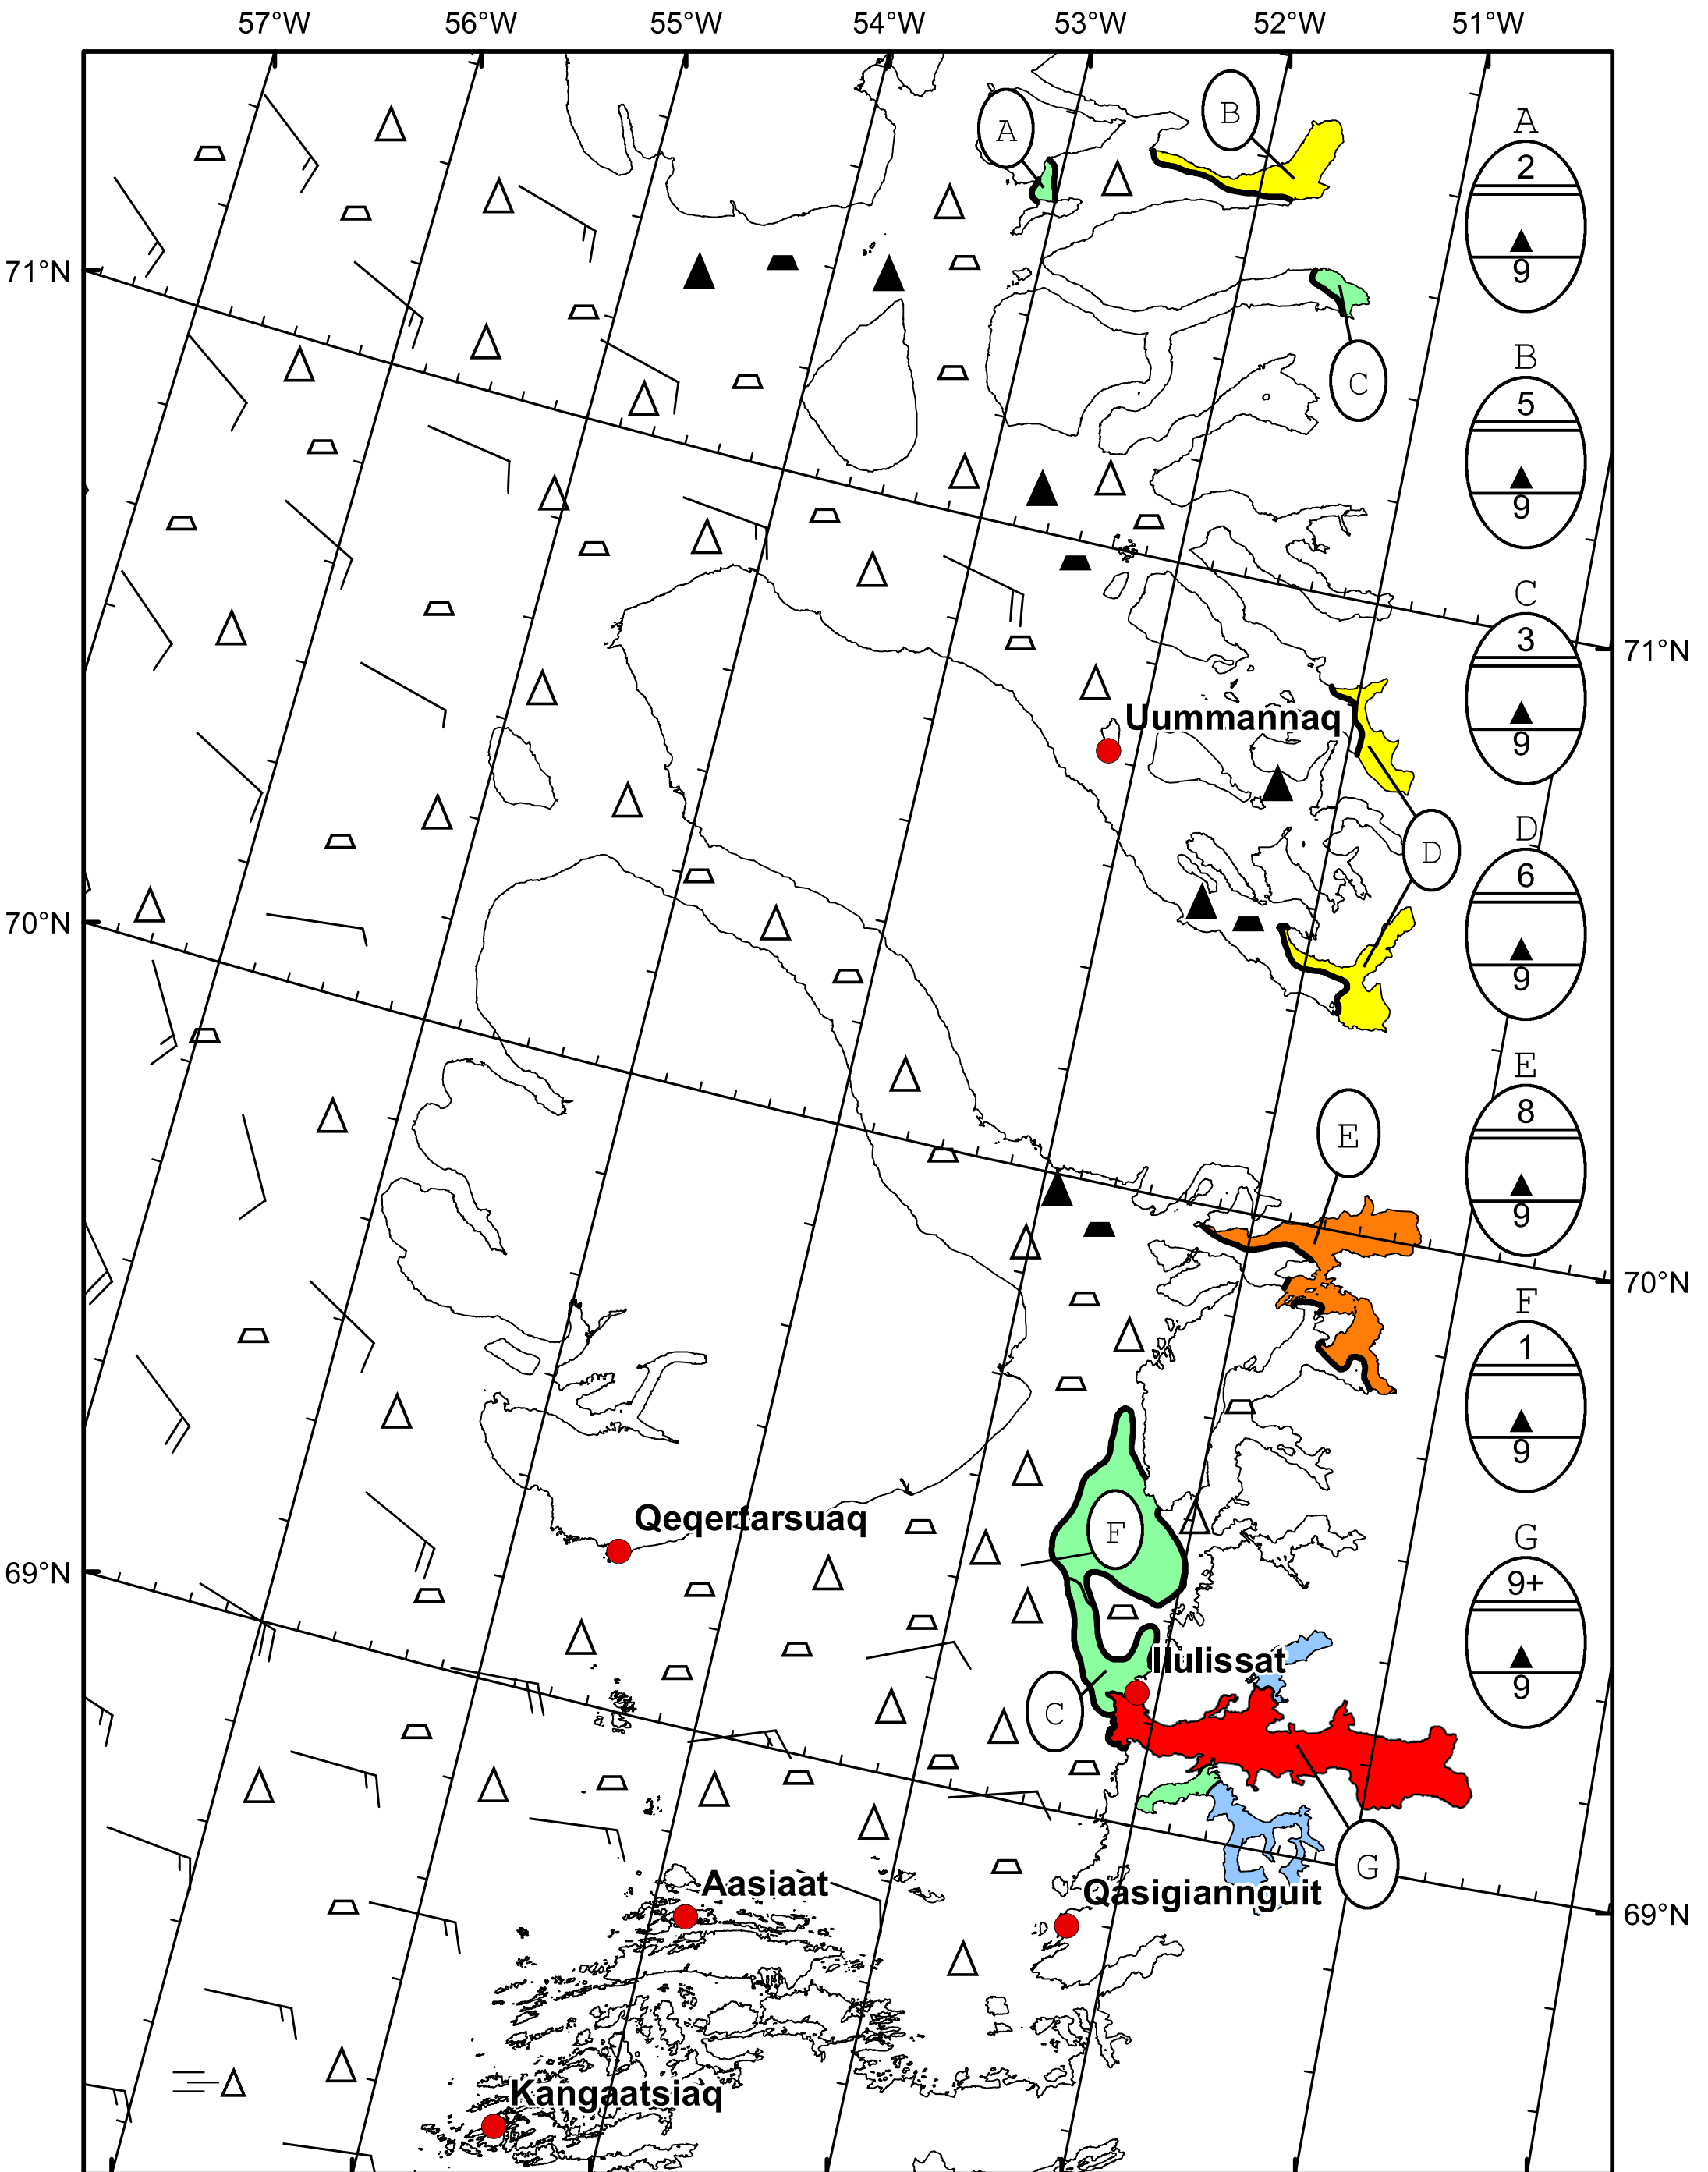 57°W 56°W 55°W 54°W 53°W 52°W 51°W
A
B
A
2
9
71°N
C
B
5
9
C
3
9
71°N
Uummannaq
D
D
6
9
70°N
E
8
9
E
70°N
F
1
9
Qeqertarsuaq
F
69°N
G
9+
9
Ilulissat
C
G
Aasiaat
Qasigiannguit
69°N
Kangaatsiaq